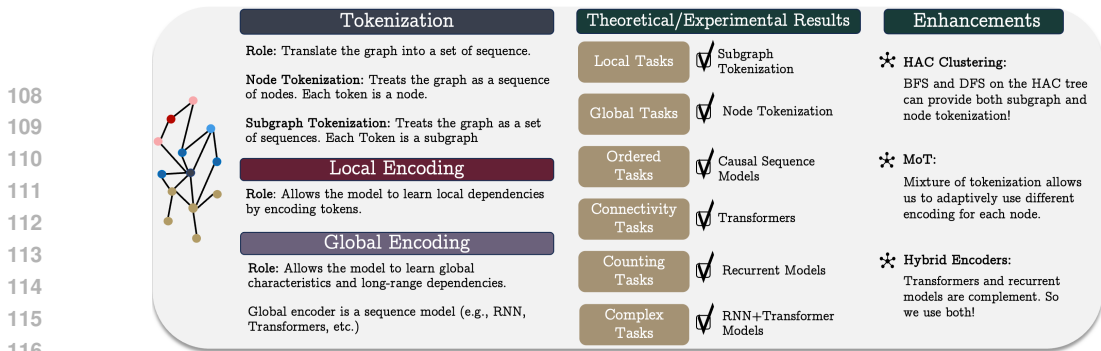 108
109
110
111
112
113
114
115
Tokenization
Role: Translate the graph into a set of sequence.
Node Tokenization: Treats the graph as a sequence
of nodes. Each token is a node.
Subgraph Tokenization: Treats the graph as a set
of sequences. Each Token is a subgraph
Local Encoding
Role: Allows the model to learn local dependencies
by encoding tokens.
Global Encoding
Role: Allows the model to learn global
characteristics and long-range dependencies.
Global encoder is a sequence model (e.g., RNN,
Transformers, etc.)
Theoretical/Experimental Results
Local Tasks
Subgraph
Tokenization
Global Tasks
Node Tokenization
Ordered
Tasks
Causal Sequence
Models
Connectivity
Tasks
Transformers
Counting
Tasks
Recurrent Models
Complex
Tasks
RNN+Transformer
Models
Enhancements
HAC Clustering:
BFS and DFS on the HAC tree
can provide both subgraph and
node tokenization!
MoT:
Mixture of tokenization allows
us to adaptively use different
encoding for each node.
Hybrid Encoders:
Transformers and recurrent
models are complement. So
we use both!